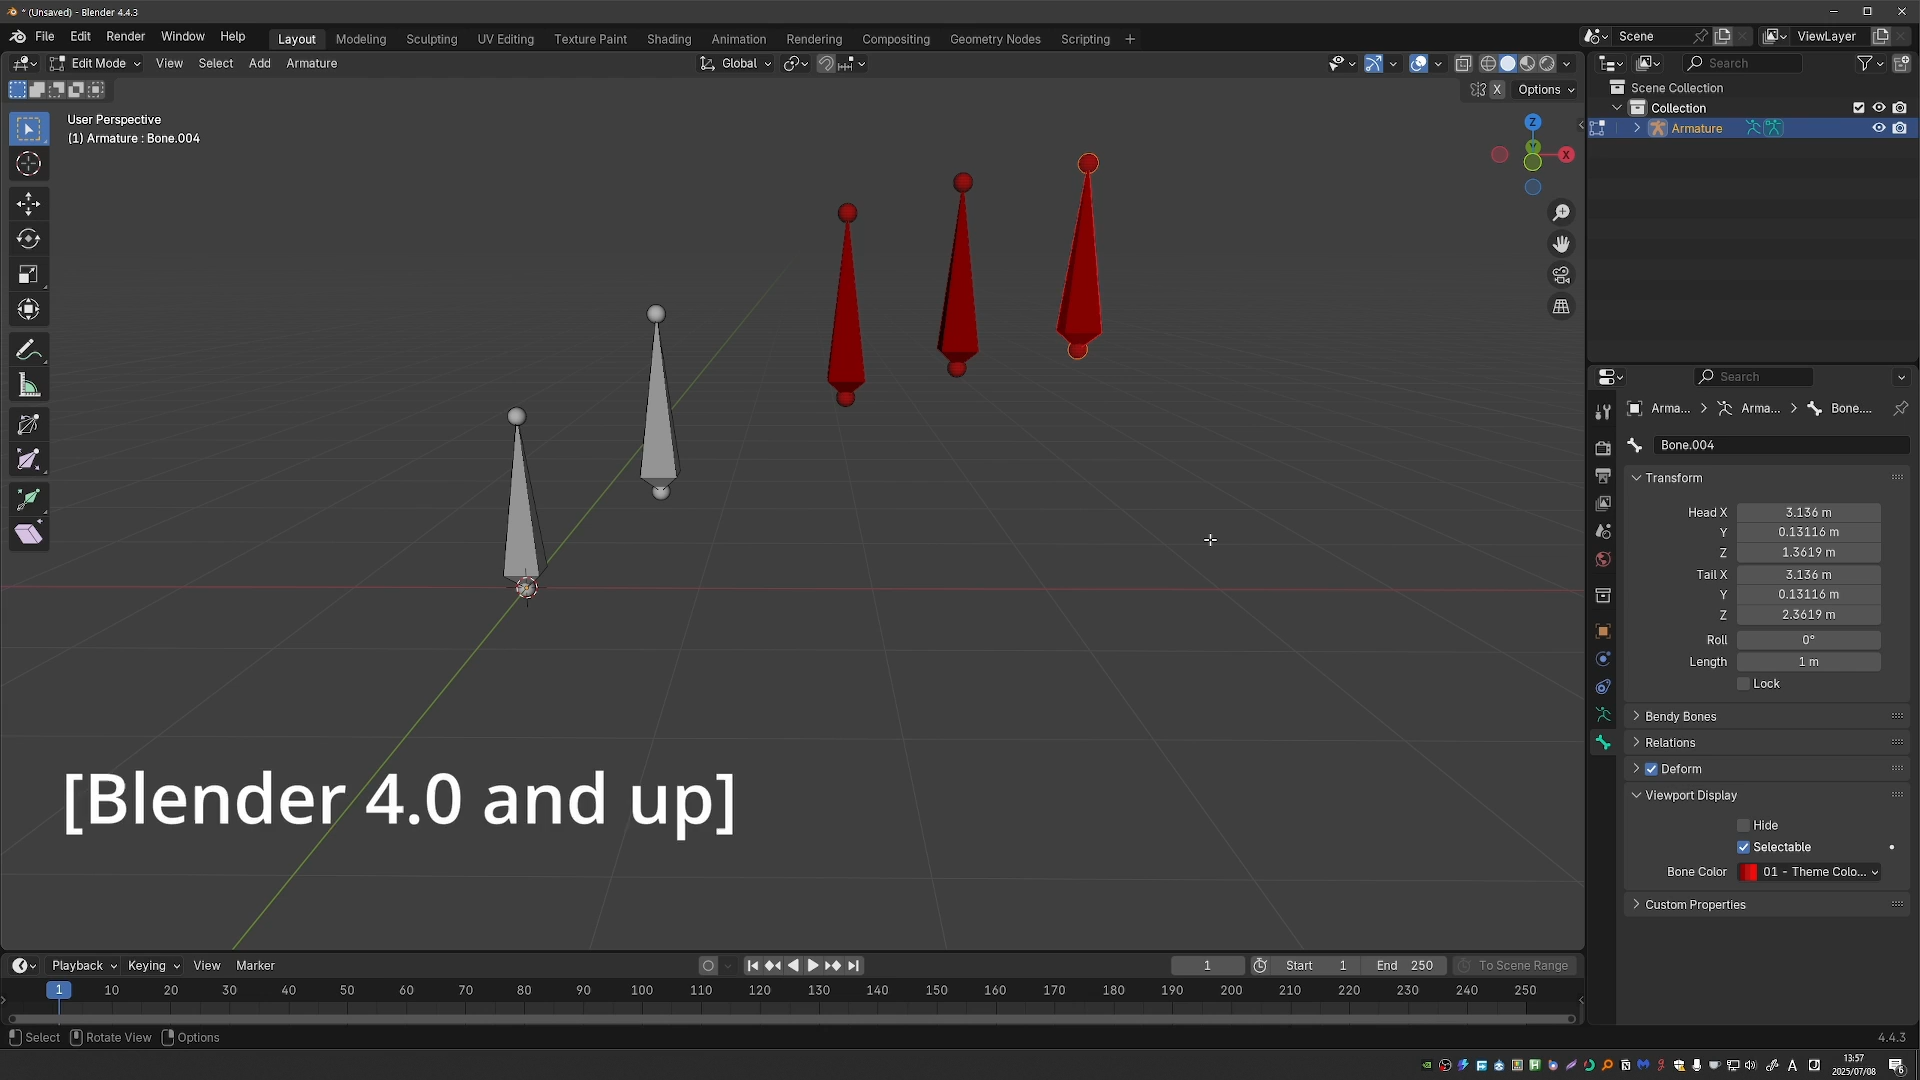 * (Unsaved) - Blender 4.4.3
File Edit Render Window Help Layout Modeling Sculpting UV Editing Texture Paint Shading Animation Rendering Compositing Geometry Nodes Scripting + Scene ViewLayer
Edit Mode View Select Add Armature Global Search
X Options
User Perspective
(1) Armature : Bone.004
Z
Y
X
Scene Collection
Collection
Armature
Search
Arma... Arma... Bone....
Bone.004
Transform
Head X 3.136 m
Y 0.13116 m
Z 1.3619 m
Tail X 3.136 m
Y 0.13116 m
Z 2.3619 m
Roll 0°
Length 1 m
Lock
Bendy Bones
Relations
Deform
Viewport Display
Hide
Selectable
Bone Color 01 - Theme Colo...
Custom Properties
[Blender 4.0 and up]
Playback Keying View Marker 1 Start 1 End 250 To Scene Range
1 10 20 30 40 50 60 70 80 90 100 110 120 130 140 150 160 170 180 190 200 210 220 230 240 250
Select Rotate View Options 4.4.3
A 13:57
2025/07/08
6